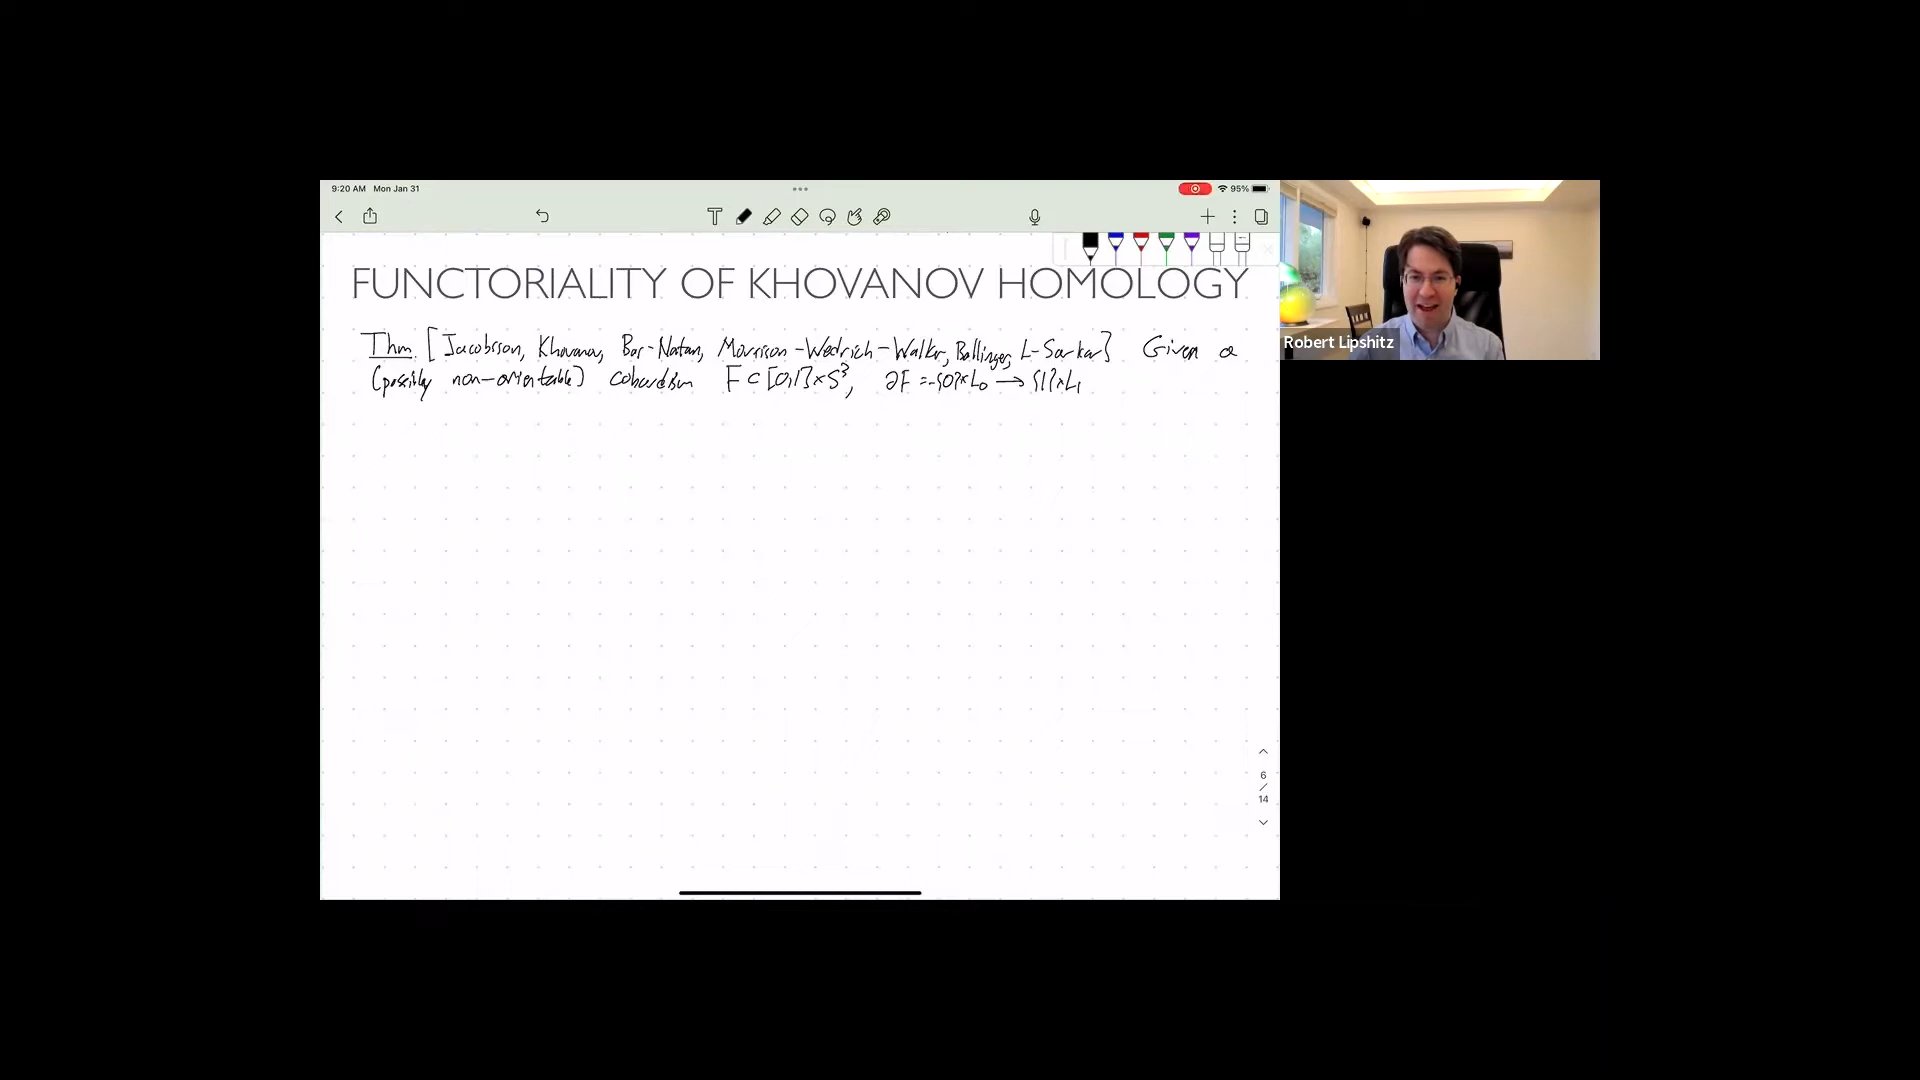 9:20 AM Mon Jan 31
95%
FUNCTORIALITY OF KHOVANOV HOMOLOGY
Thm [Jacobsson, Khovanov, Bar-Natan, Morrison-Wedrich-Walker, Ballinger, L-Sarkar] Given a
(possibly non-orientable) cobordism F ⊂ [0,1]×S³, ∂F = -{0}×L₀ → {1}×L₁
Robert Lipshitz
6
/
14